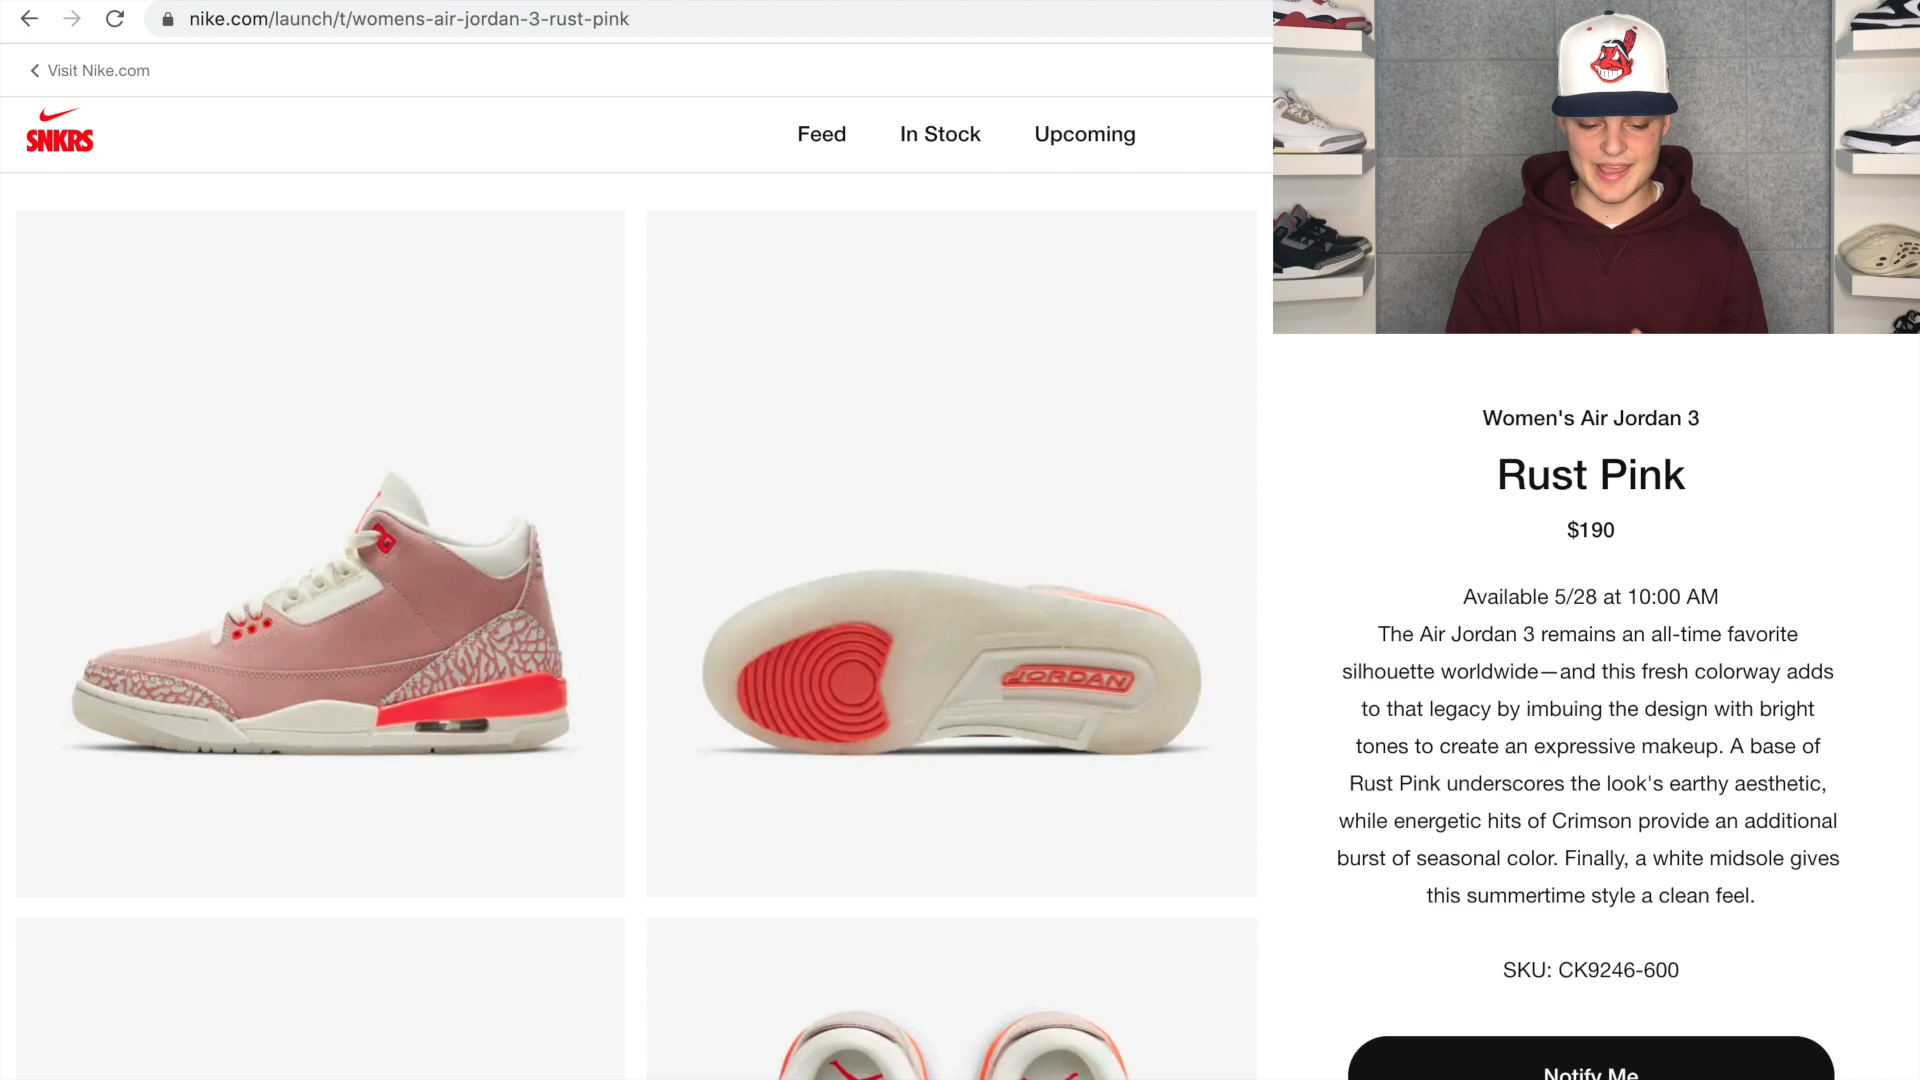 nike.com/launch/t/womens-air-jordan-3-rust-pink
Visit Nike.com
SNKRS
Feed
In Stock
Upcoming
JORDAN
Women's Air Jordan 3
Rust Pink
$190
Available 5/28 at 10:00 AM
The Air Jordan 3 remains an all-time favorite
silhouette worldwide—and this fresh colorway adds
to that legacy by imbuing the design with bright
tones to create an expressive makeup. A base of
Rust Pink underscores the look's earthy aesthetic,
while energetic hits of Crimson provide an additional
burst of seasonal color. Finally, a white midsole gives
this summertime style a clean feel.
SKU: CK9246-600
Notify Me